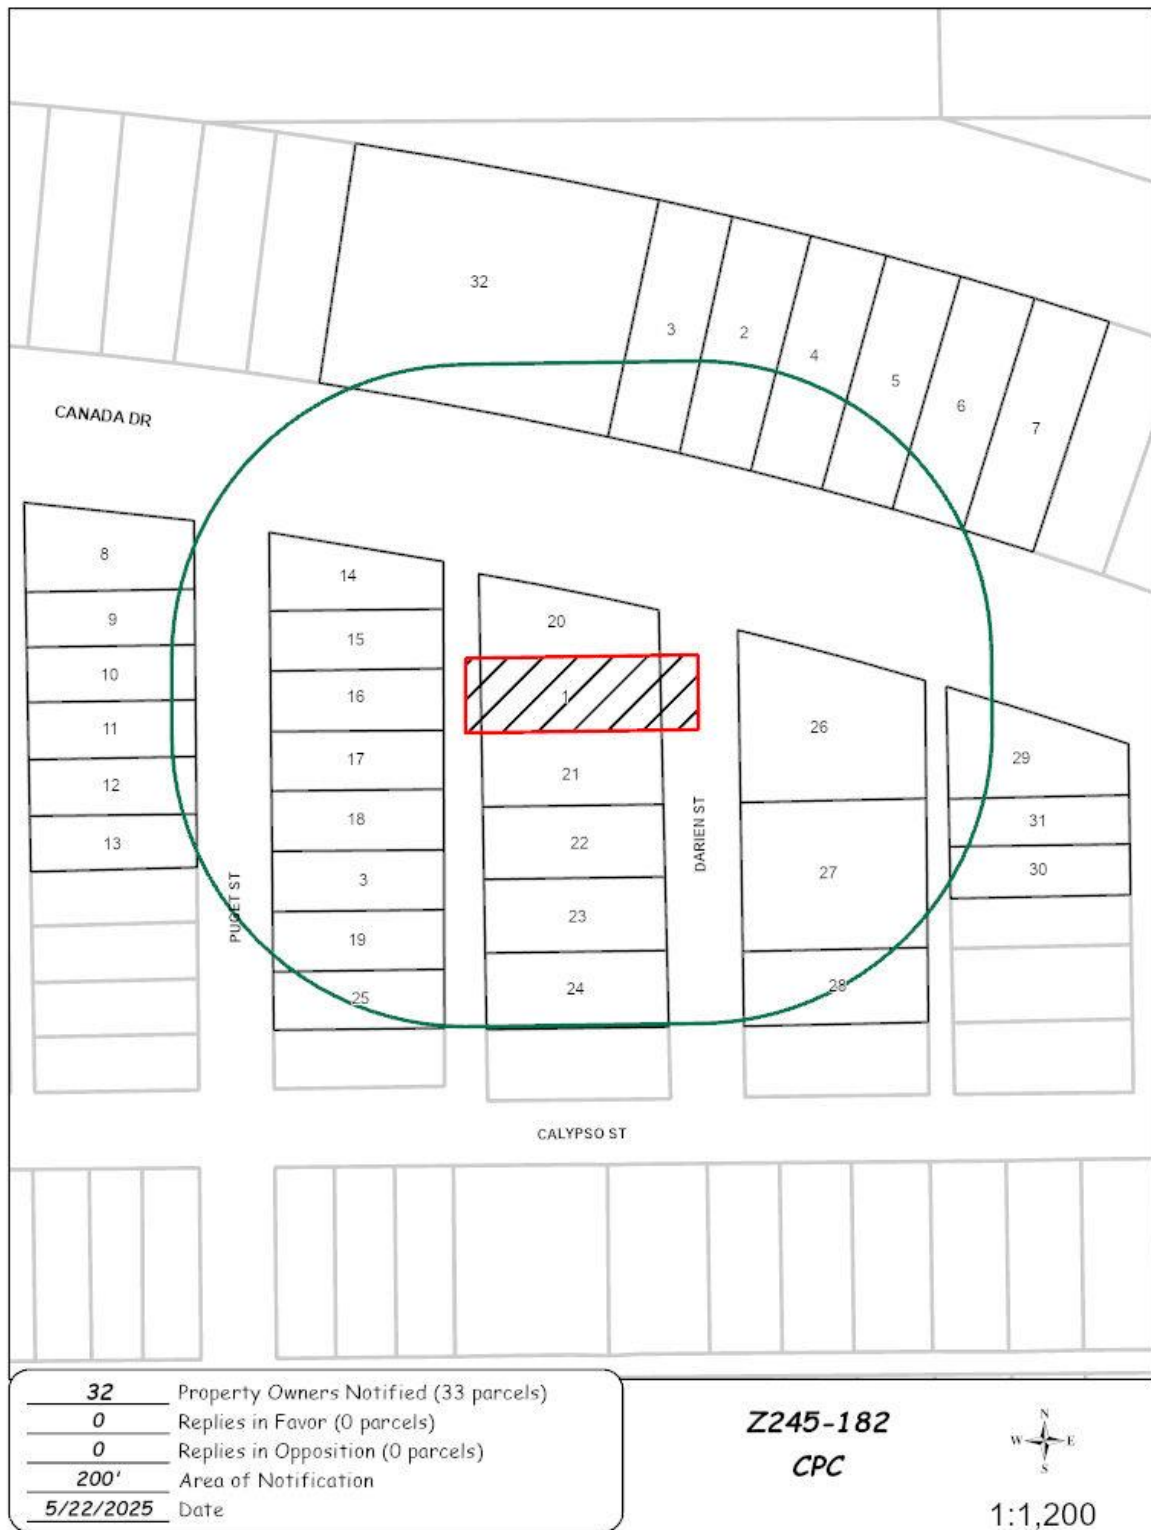 32
3
2
4
5
6
7
CANADA DR
8
14
9
20
15
10
16
1
11
26
17
21
29
12
18
31
DARIEN ST
13
22
27
30
3
PUGET ST
23
19
24
28
25
CALYPSO ST
32 Property Owners Notified (33 parcels)
0 Replies in Favor (0 parcels)
0 Replies in Opposition (0 parcels)
200' Area of Notification
5/22/2025 Date
Z245-182
CPC
N
W E
S
1:1,200